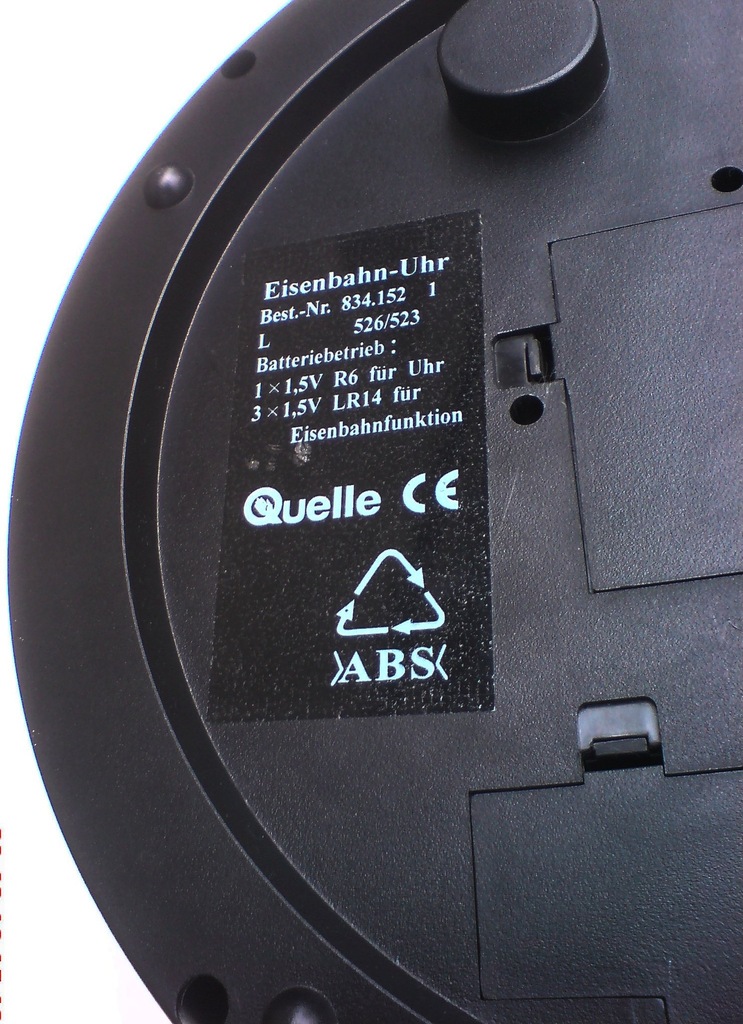 Eisenbahn-Uhr
Best.-Nr. 834.152 1
L 526/523
Batteriebetrieb:
1×1,5V R6 für Uhr
3×1,5V LR14 für
Eisenbahnfunktion
Quelle CE
>ABS<